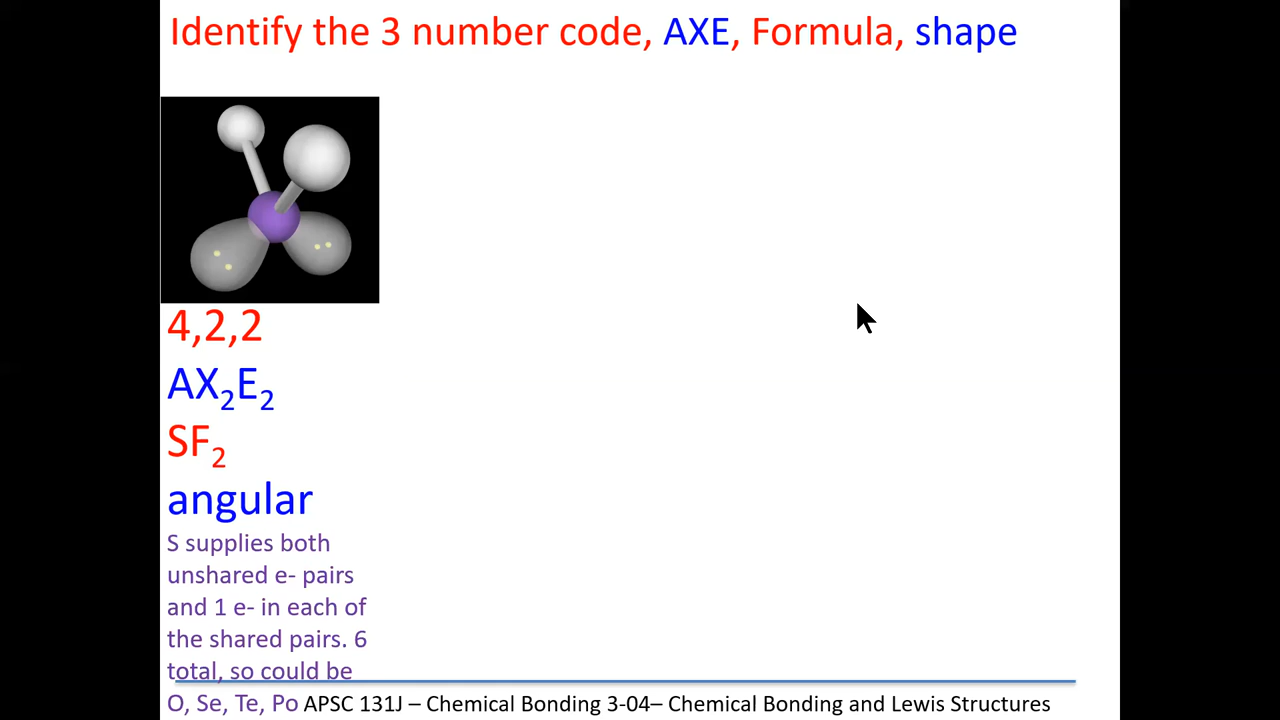 Identify the 3 number code, AXE, Formula, shape
4,2,2
AX₂E₂
SF₂
angular
S supplies both
unshared e- pairs
and 1 e- in each of
the shared pairs. 6
total, so could be
O, Se, Te, Po
APSC 131J – Chemical Bonding 3-04– Chemical Bonding and Lewis Structures